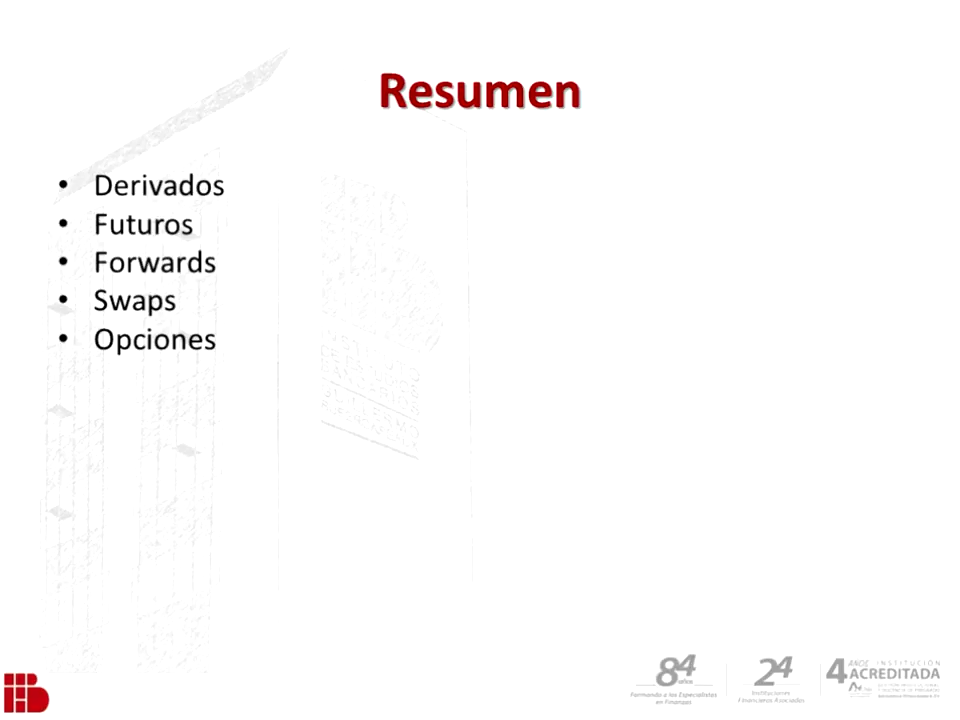 Resumen
• Derivados
• Futuros
• Forwards
• Swaps
• Opciones
84 años
Formando a los Especialistas
en Finanzas
24
Instituciones
Financieras Asociadas
4 AÑOS INSTITUCIÓN
ACREDITADA